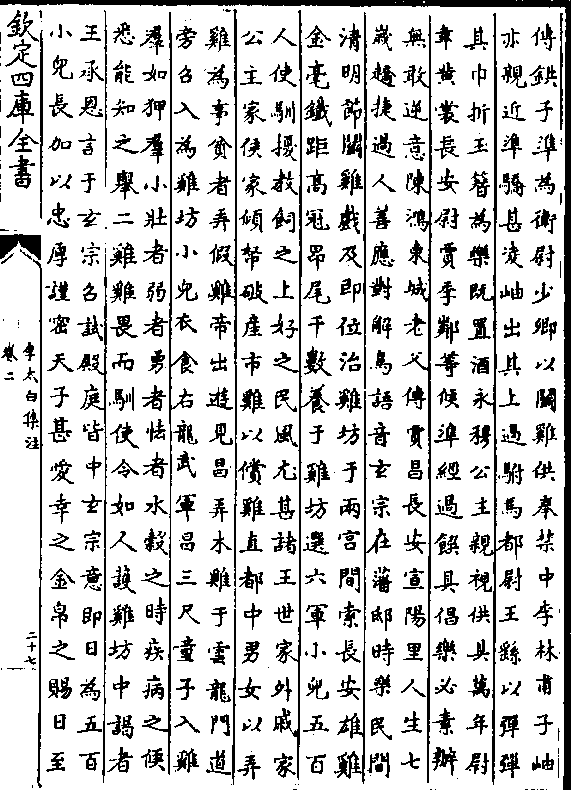 傳鉷子準為衛尉少卿以鬬雞供奉禁中李林甫子岫
亦親近準驕甚凌岫出其上過駙馬都尉王繇以彈彈
其巾折玉簪為樂既置酒永穆公主親視供具萬年尉
韋黄裳長安尉賈季鄰等候準經過饌具倡樂必素辦
無敢逆意陳鴻東城老父傳賈昌長安宣陽里人生七
嵗趫捷過人善應對解鳥語音玄宗在藩邸時樂民間
清明節鬬雞戲及即位治雞坊于兩宫間索長安雄雞
金毫鐵距髙冠昂尾千數養于雞坊選六軍小兒五百
人使馴擾教飼之上好之民風尤甚諸王世家外戚家
公主家侯家傾帑破産市雞以償雞直都中男女以弄
雞為事貧者弄假雞帝出遊見昌弄木雞于雲龍門道
旁召入為雞坊小兒衣食右龍武軍昌三尺童子入雞
羣如狎羣小壯者弱者勇者怯者水榖之時疾病之候
悉能知之舉二雞雞畏而馴使令如人護雞坊中謁者
王承恩言于玄宗召試殿庭皆中玄宗意即日為五百
小兒長加以忠厚謹密天子甚愛幸之金帛之賜日至
欽定四庫全書
李太白集注
卷二
二十七